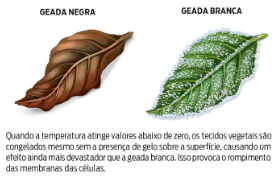 GEADA NEGRA
GEADA BRANCA
Quando a temperatura atinge valores abaixo de zero, os tecidos vegetais são
congelados mesmo sem a presença de gelo sobre a superfície, causando um
efeito ainda mais devastador que a geada branca. Isso provoca o rompimento
das membranas das células.